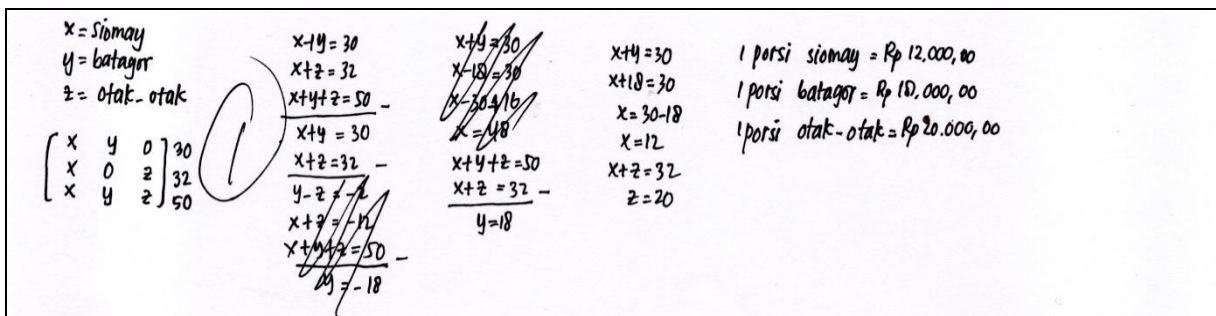 x = siomay
y = batagor
z = otak-otak
[ x y 0 ] 30
[ x 0 z ] 32
[ x y z ] 50
1
x+y = 30
x+z = 32
x+y+z = 50 -
x+y = 30
x+z = 32 -
y-z = -2
x+z = -12
x+y+z = 50 -
y = -18
x+y = 30
x-18 = 30
x = 48
x+y+z = 50
x+z = 32 -
y = 18
x+y = 30
x+18 = 30
x = 30-18
x = 12
x+z = 32
z = 20
1 porsi siomay = Rp 12.000,00
1 porsi batagor = Rp 18.000,00
1 porsi otak-otak = Rp 20.000,00